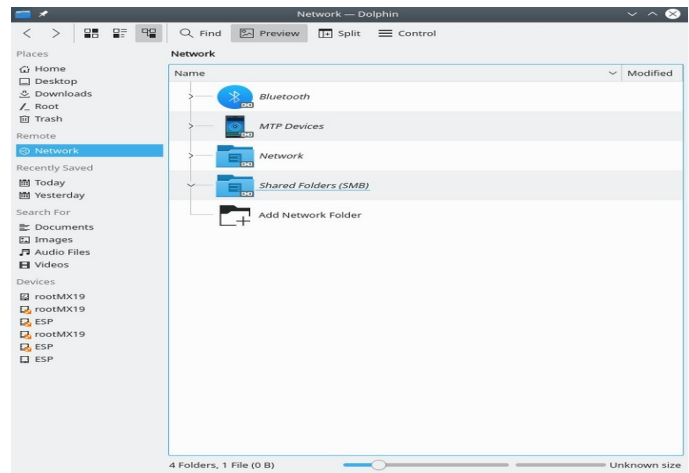 Network — Dolphin
Find Preview Split Control
Places
Home
Desktop
Downloads
Root
Trash
Remote
Network
Recently Saved
Today
Yesterday
Search For
Documents
Images
Audio Files
Videos
Devices
rootMX19
rootMX19
ESP
rootMX19
ESP
ESP
Network
Name Modified
Bluetooth
MTP Devices
Network
Shared Folders (SMB)
Add Network Folder
4 Folders, 1 File (0 B) Unknown size